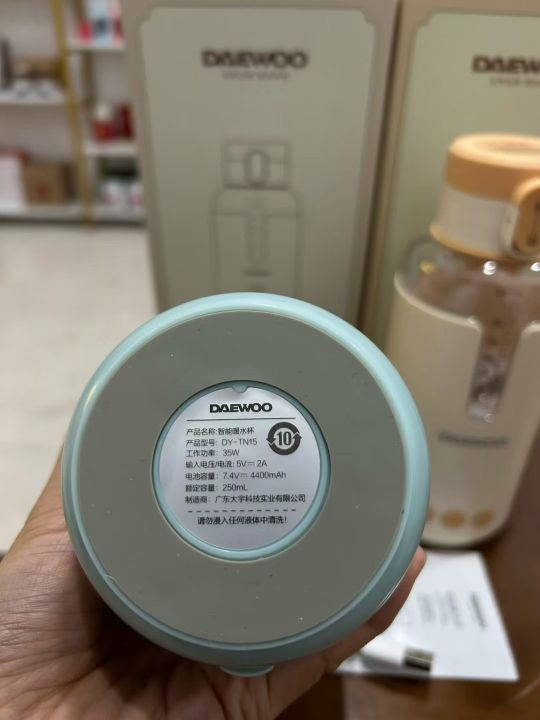 DAEWOO
DAEWOO
DAEWOO
产品名称:智能暖水杯
产品型号: DY-TN15
工作功率: 35W
10
输入电压/电流: 5V⎓2A
电池容量: 7.4V⎓4400mAh
额定容量: 250mL
制造商: 广东大宇科技实业有限公司
请勿浸入任何液体中清洗!